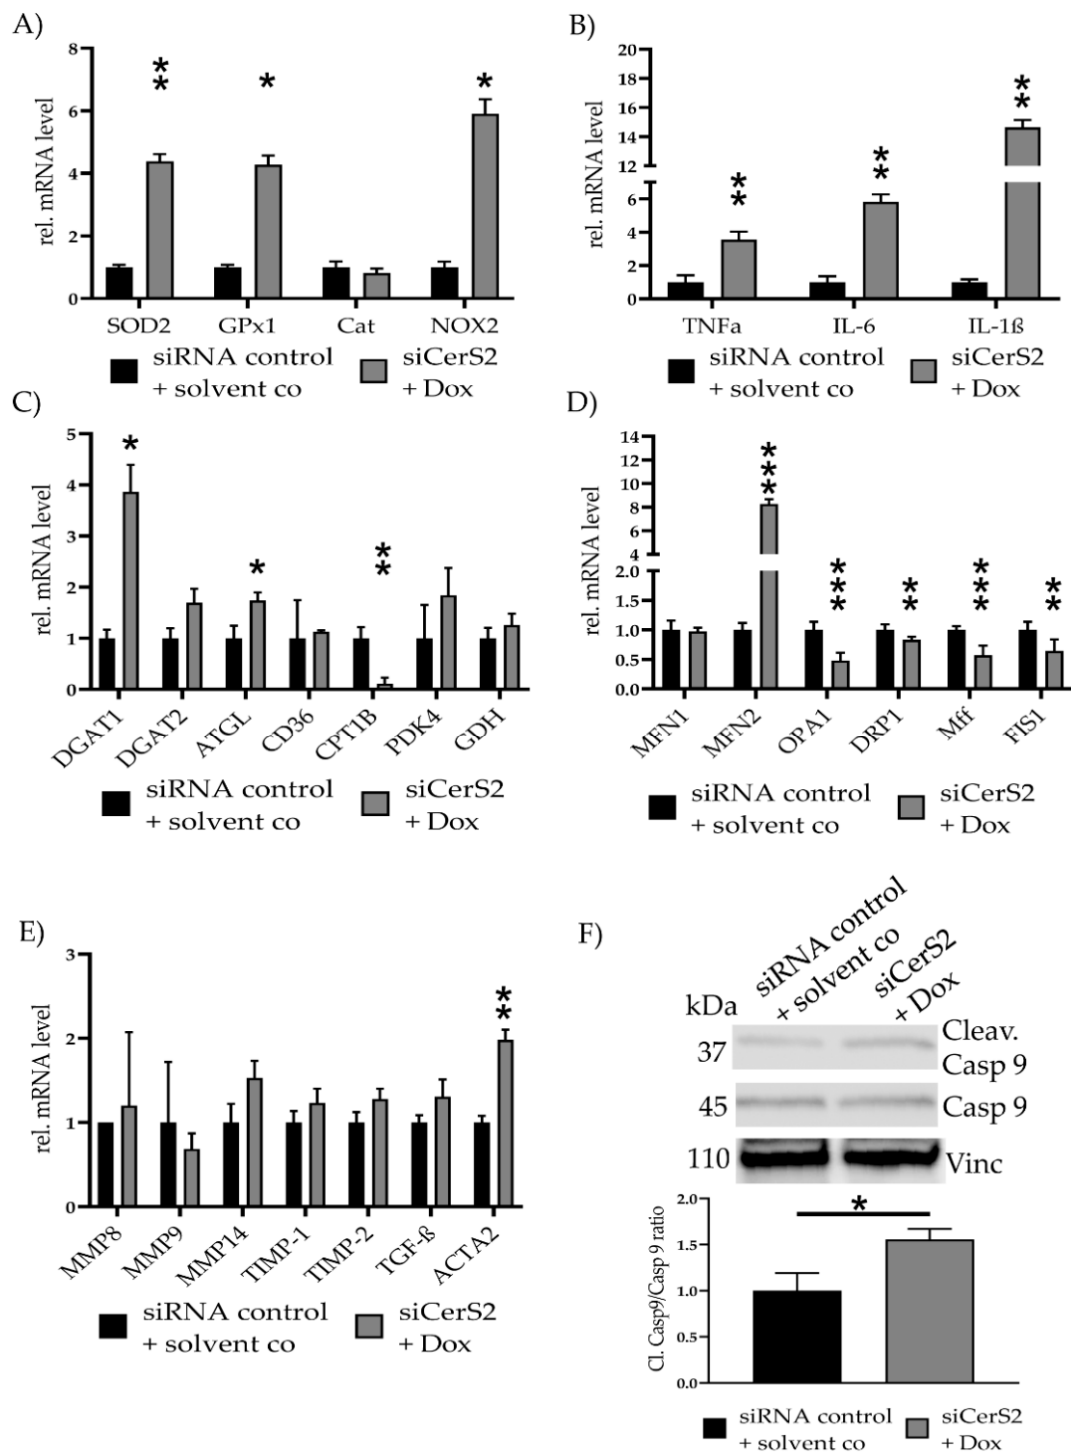 A)
rel. mRNA level
8
6
4
2
0
**
*
*
SOD2 GPx1 Cat NOX2
siRNA control + solvent co
siCerS2 + Dox
B)
rel. mRNA level
20
18
16
14
12
6
4
2
0
**
**
**
TNFa IL-6 IL-1ß
siRNA control + solvent co
siCerS2 + Dox
C)
rel. mRNA level
5
4
3
2
1
0
*
*
**
DGAT1 DGAT2 ATGL CD36 CPT1B PDK4 GDH
siRNA control + solvent co
siCerS2 + Dox
D)
rel. mRNA level
14
12
10
8
6
4
2.0
1.5
1.0
0.5
0.0
***
***
**
***
**
MFN1 MFN2 OPA1 DRP1 Mff FIS1
siRNA control + solvent co
siCerS2 + Dox
E)
rel. mRNA level
3
2
1
0
**
MMP8 MMP9 MMP14 TIMP-1 TIMP-2 TGF-ß ACTA2
siRNA control + solvent co
siCerS2 + Dox
F)
siRNA control + solvent co
siCerS2 + Dox
kDa
37
Cleav. Casp 9
45
Casp 9
110
Vinc
Cl. Casp9/Casp 9 ratio
2.0
1.5
1.0
0.5
0.0
*
siRNA control + solvent co
siCerS2 + Dox